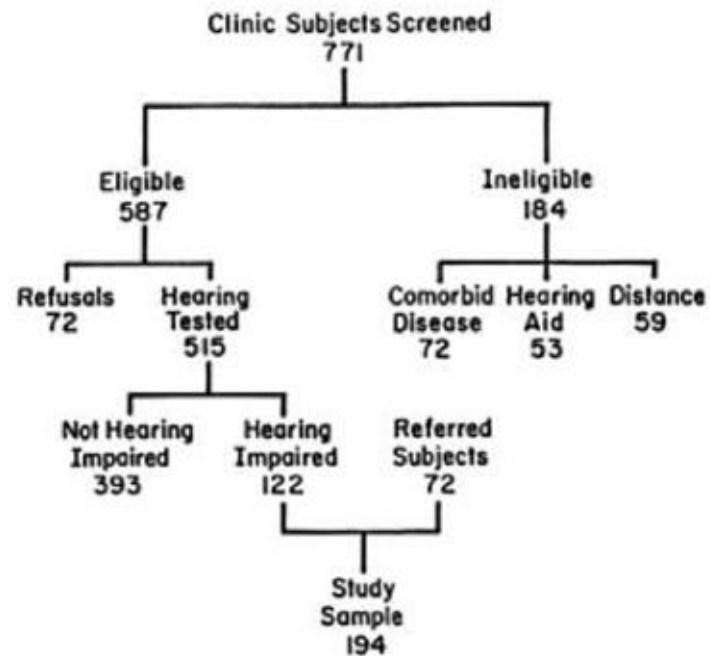 Clinic Subjects Screened
771
Eligible
587
Ineligible
184
Refusals
72
Hearing
Tested
515
Comorbid
Disease
72
Hearing
Aid
53
Distance
59
Not Hearing
Impaired
393
Hearing
Impaired
122
Referred
Subjects
72
Study
Sample
194